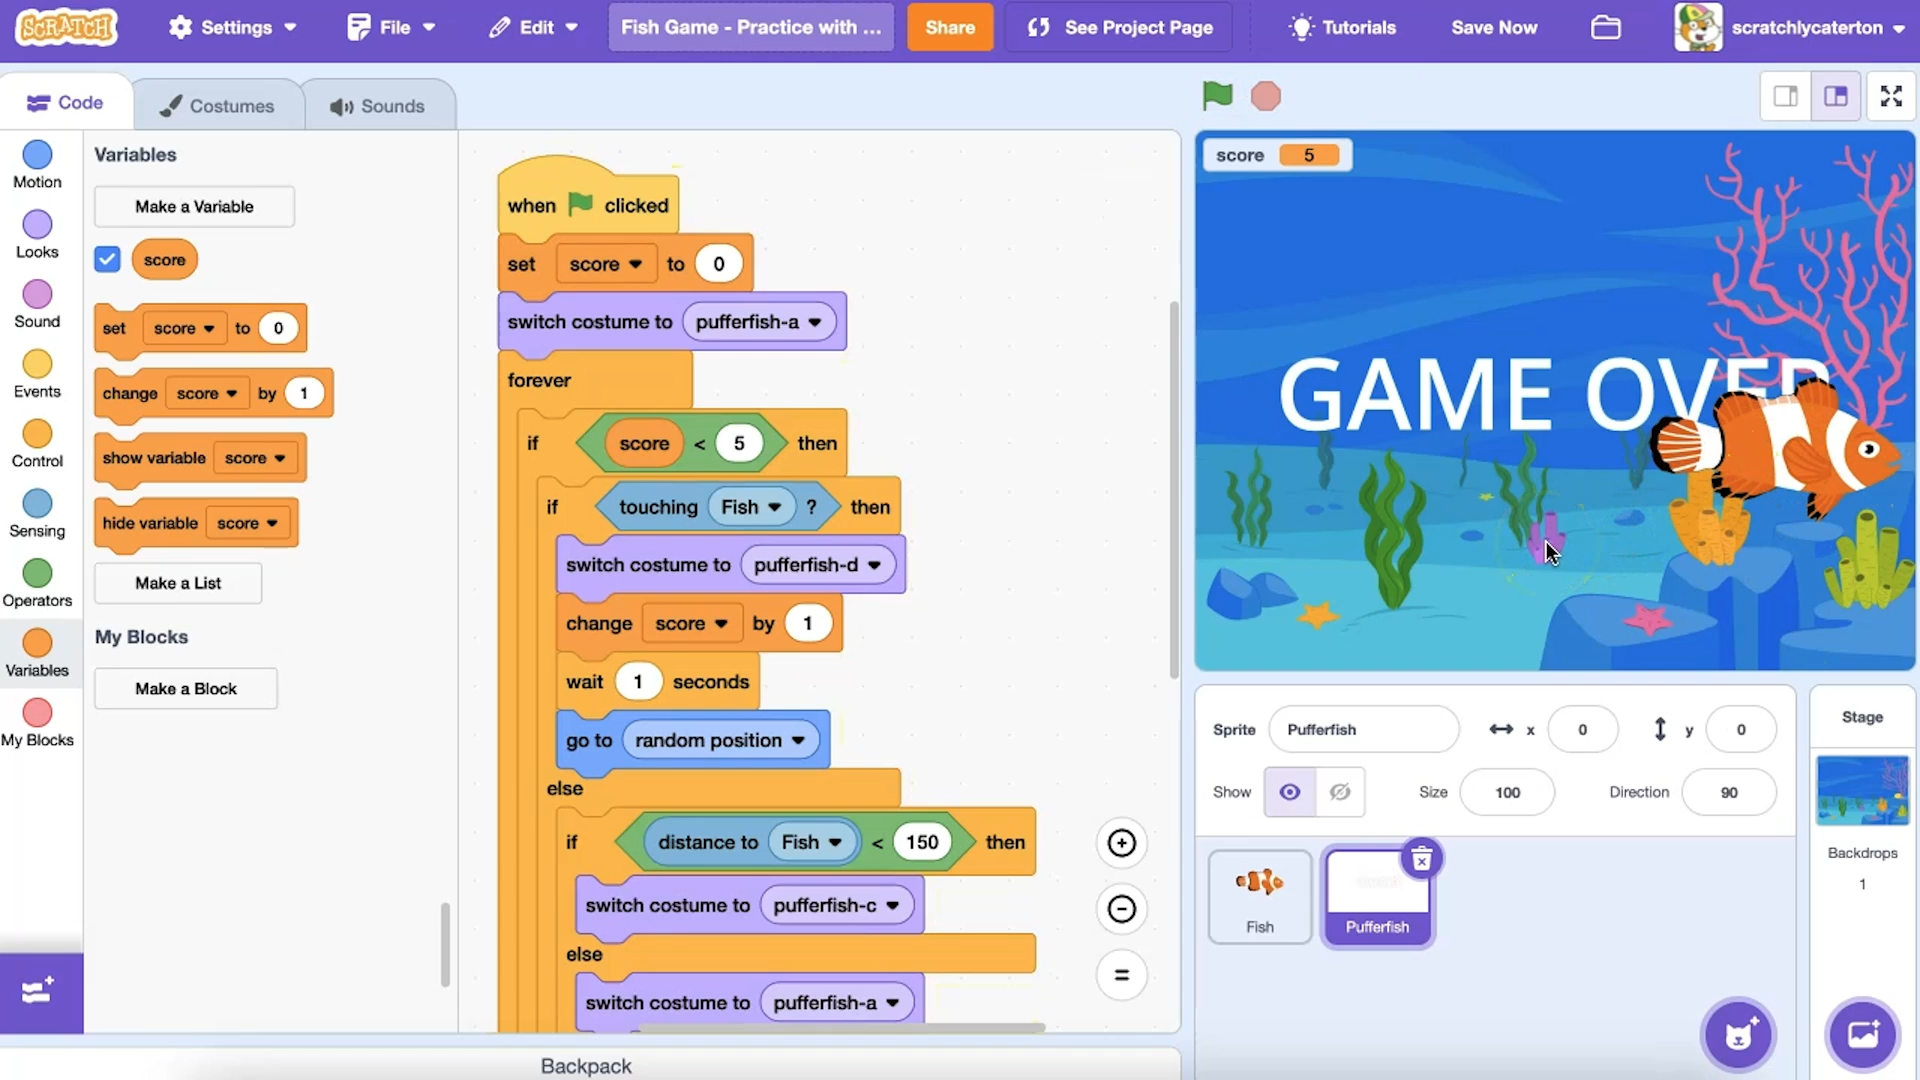 SCRATCH
Settings
File
Edit
Fish Game - Practice with ...
Share
See Project Page
Tutorials
Save Now
scratchlycaterton
Code
Costumes
Sounds
Motion
Looks
Sound
Events
Control
Sensing
Operators
Variables
My Blocks
Variables
Make a Variable
score
set score to 0
change score by 1
show variable score
hide variable score
Make a List
My Blocks
Make a Block
when clicked
set score to 0
switch costume to pufferfish-a
forever
if score < 5 then
if touching Fish ? then
switch costume to pufferfish-d
change score by 1
wait 1 seconds
go to random position
else
if distance to Fish < 150 then
switch costume to pufferfish-c
else
switch costume to pufferfish-a
Backpack
score 5
GAME OVER
Sprite Pufferfish x 0 y 0
Show Size 100 Direction 90
Fish
Pufferfish
Stage
Backdrops
1